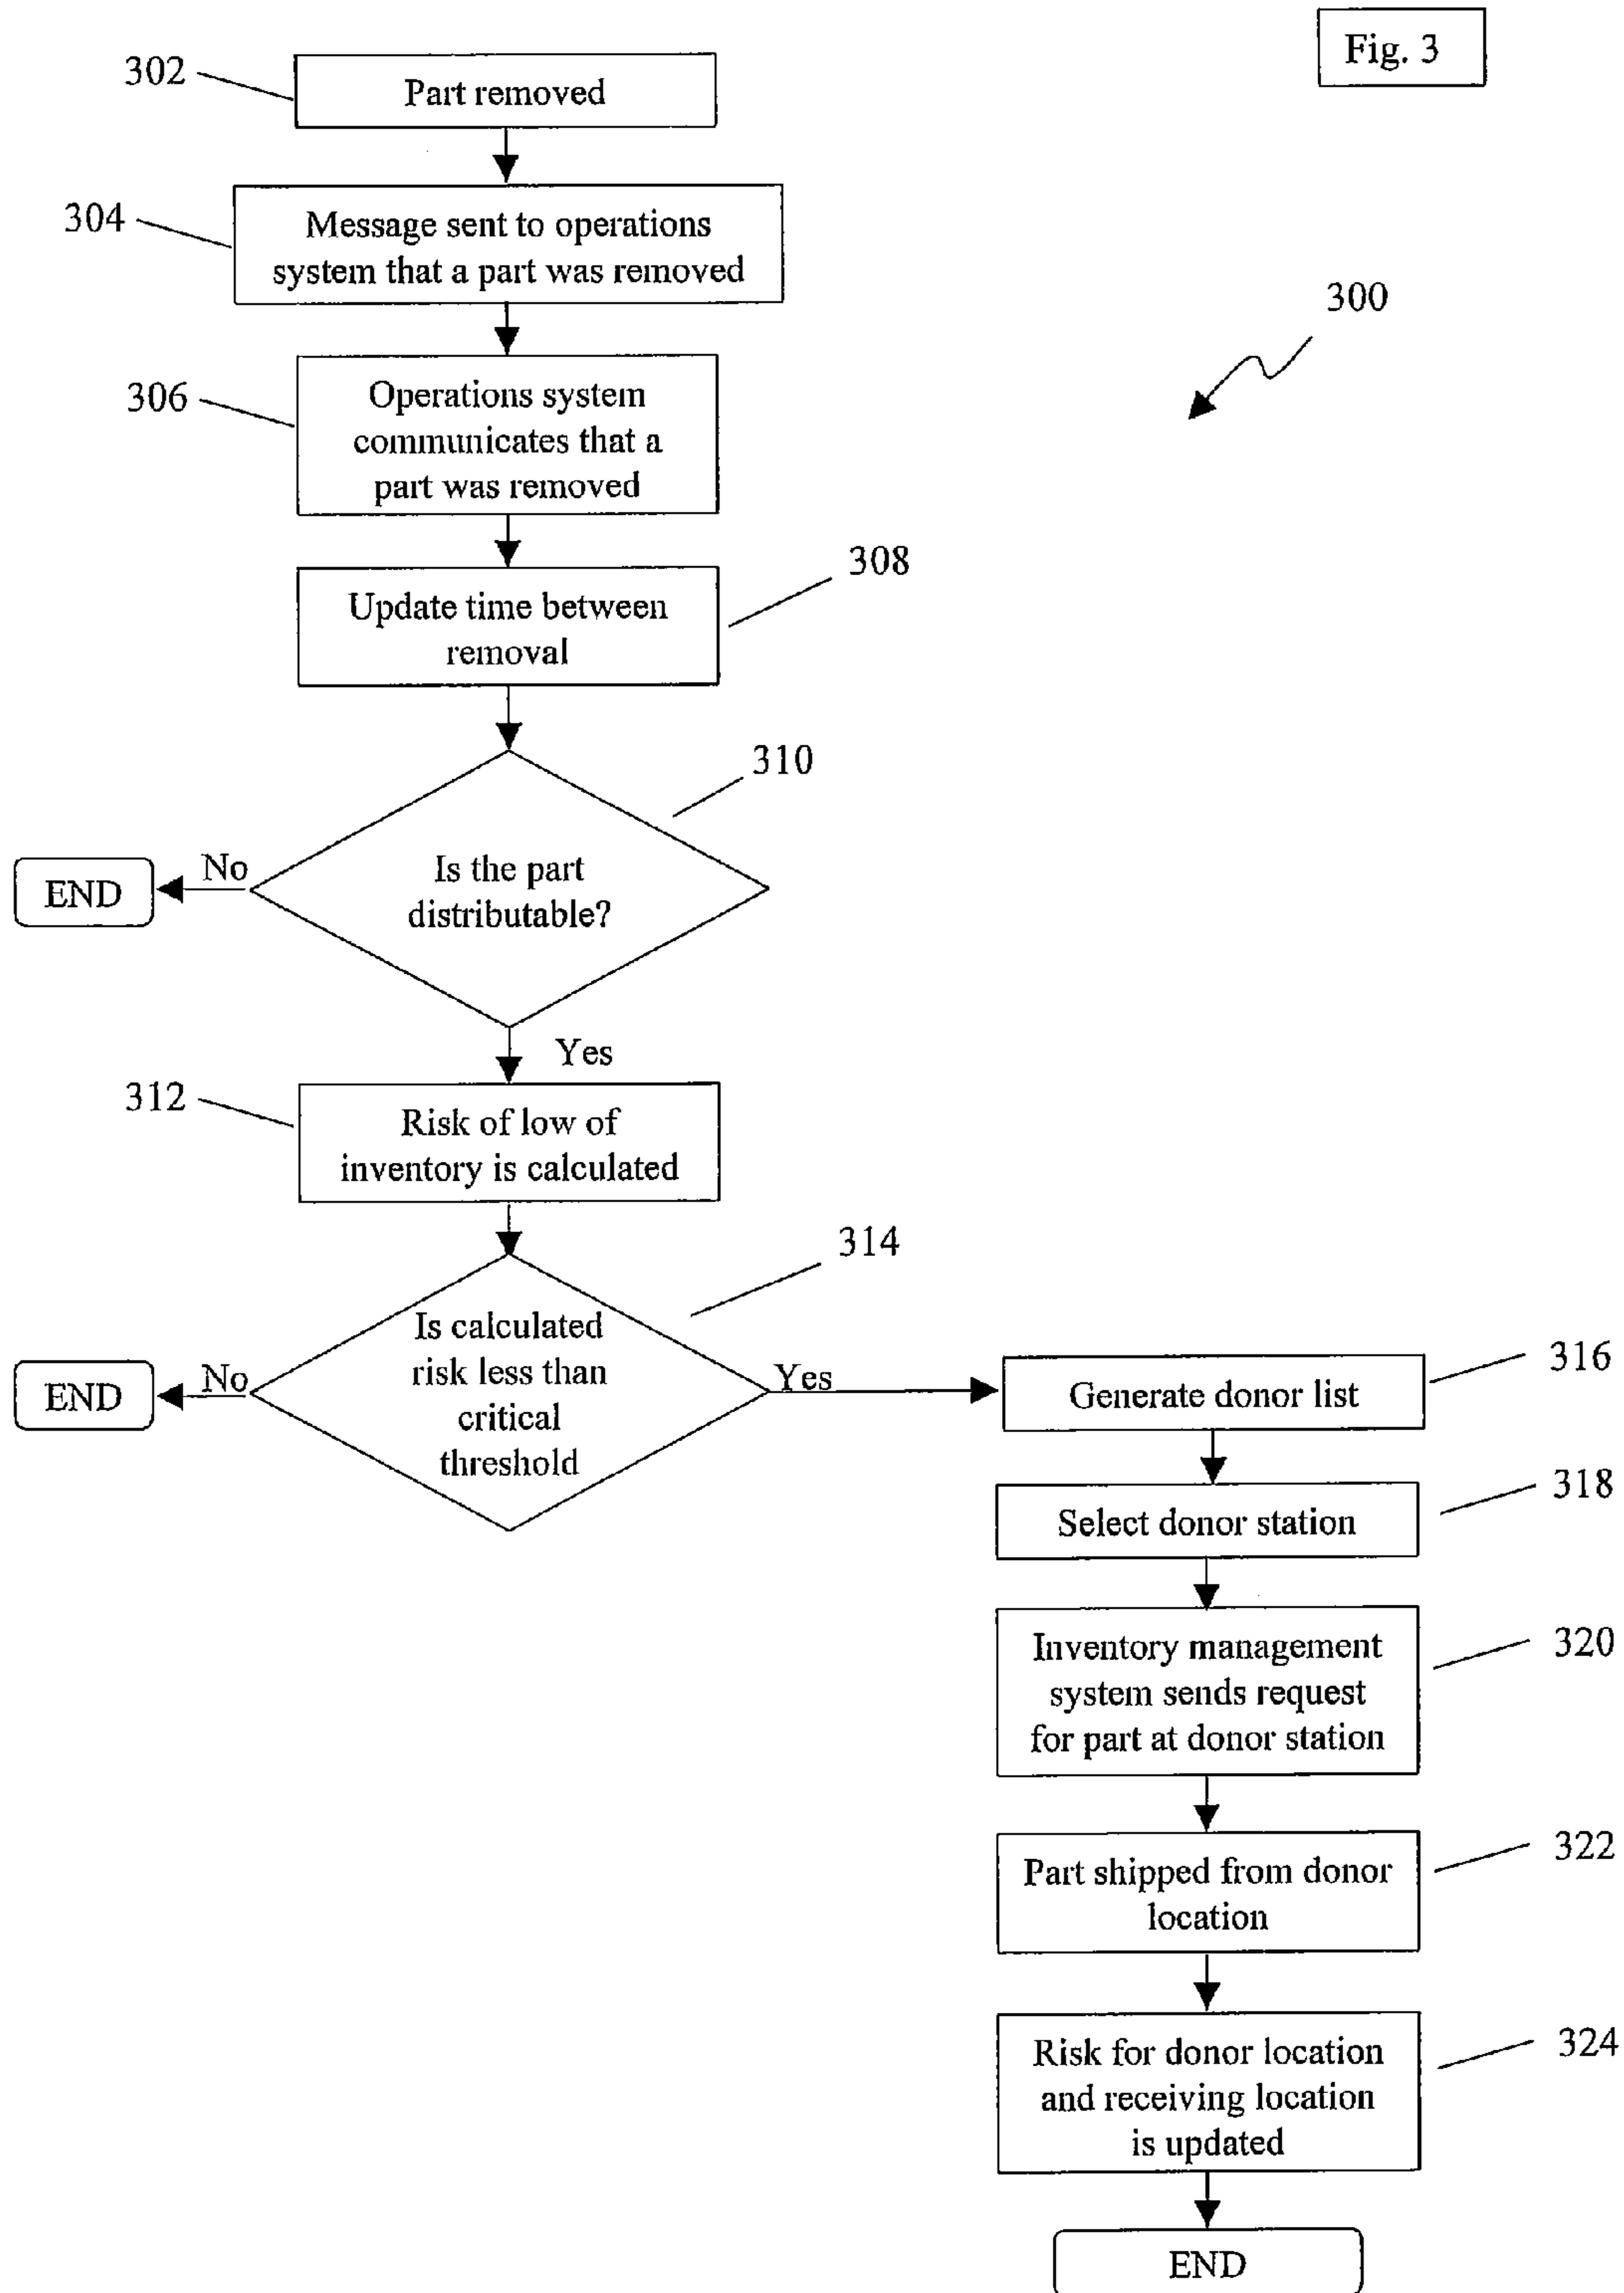 Fig. 3
302
Part removed
304
Message sent to operations
system that a part was removed
300
306
Operations system
communicates that a
part was removed
308
Update time between
removal
310
Is the part
distributable?
No
END
Yes
312
Risk of low of
inventory is calculated
314
Is calculated
risk less than
critical
threshold
No
END
Yes
316
Generate donor list
318
Select donor station
320
Inventory management
system sends request
for part at donor station
322
Part shipped from donor
location
324
Risk for donor location
and receiving location
is updated
END